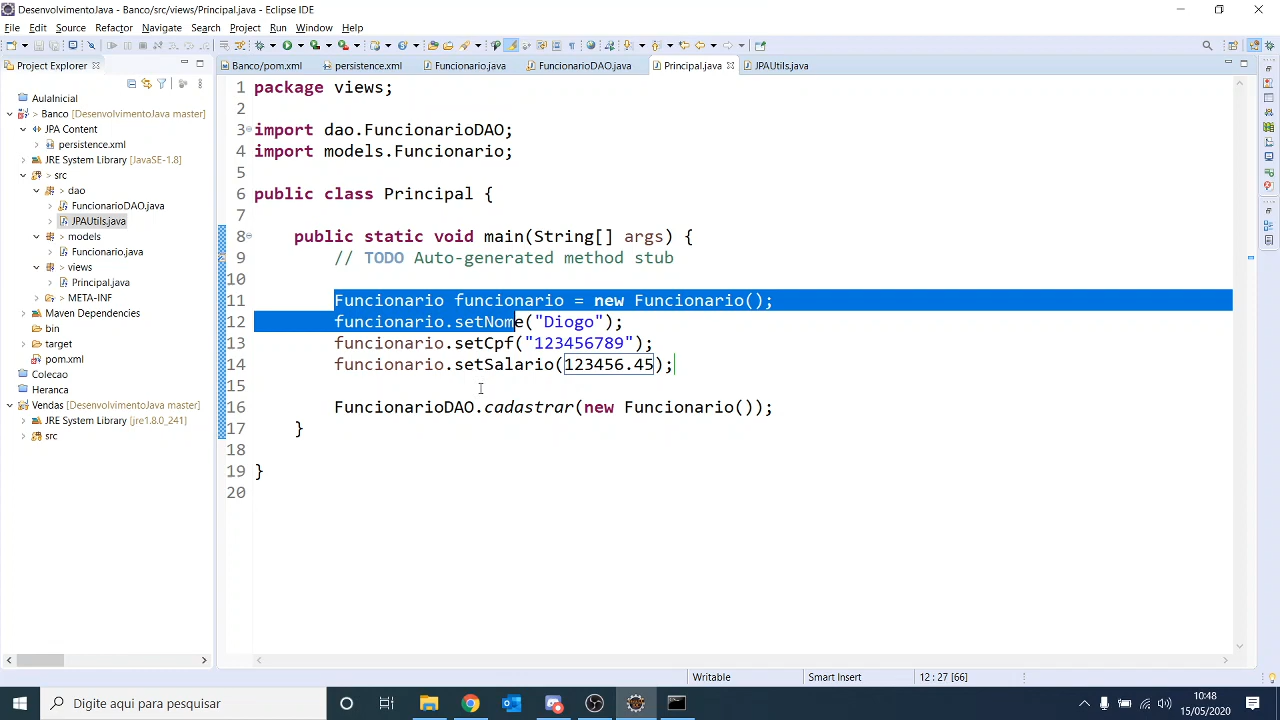 DesenvolvimentoJava - Banco/src/views/Principal.java - Eclipse IDE
File Edit Source Refactor Navigate Search Project Run Window Help
Project Explorer
Banco/pom.xml persistence.xml Funcionario.java FuncionarioDAO.java Principal.java JPAUtils.java
AulaInicial
> Banco [DesenvolvimentoJava master]
JPA Content
persistence.xml
JRE System Library [JavaSE-1.8]
> src
> dao
> FuncionarioDAO.java
JPAUtils.java
> models
> Funcionario.java
> views
> Principal.java
> META-INF
Maven Dependencies
bin
> target
pom.xml
Colecao
Heranca
> Vendas [DesenvolvimentoJava master]
JRE System Library [jre1.8.0_241]
src
1 package views;
2
3 import dao.FuncionarioDAO;
4 import models.Funcionario;
5
6 public class Principal {
7
8 public static void main(String[] args) {
9 // TODO Auto-generated method stub
10
11 Funcionario funcionario = new Funcionario();
12 funcionario.setNome("Diogo");
13 funcionario.setCpf("123456789");
14 funcionario.setSalario(123456.45);
15
16 FuncionarioDAO.cadastrar(new Funcionario());
17 }
18
19 }
20
Writable Smart Insert 12 : 27 [66]
Digite aqui para pesquisar
10:48
15/05/2020